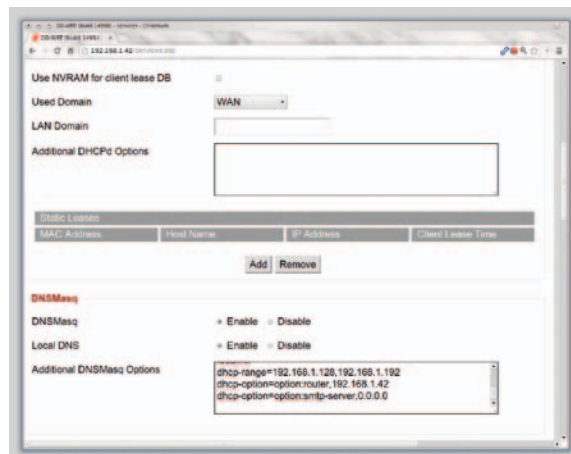 192.168.1.42/services.asp
Use NVRAM for client lease DB
Used Domain
WAN
LAN Domain
Additional DHCPd Options
Static Leases
MAC Address Host Name IP Address Client Lease Time
Add Remove
DNSMasq
DNSMasq Enable Disable
Local DNS Enable Disable
Additional DNSMasq Options
dhcp-range=192.168.1.128,192.168.1.192
dhcp-option=option:router,192.168.1.42
dhcp-option=option:smtp-server,0.0.0.0